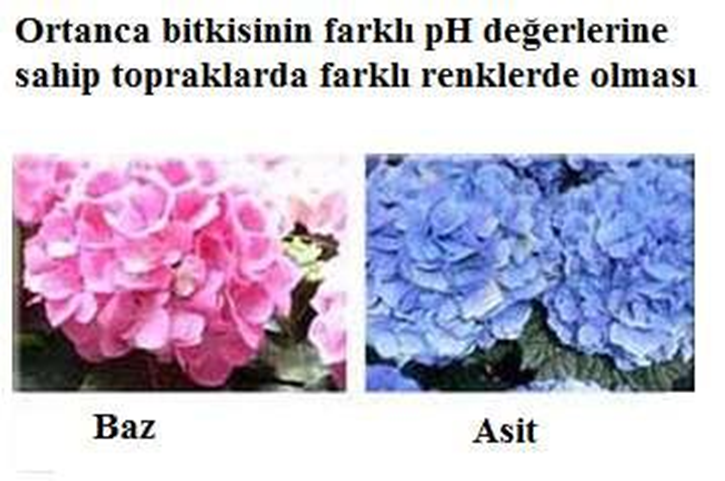 Ortanca bitkisinin farklı pH değerlerine
sahip topraklarda farklı renklerde olması
Baz
Asit